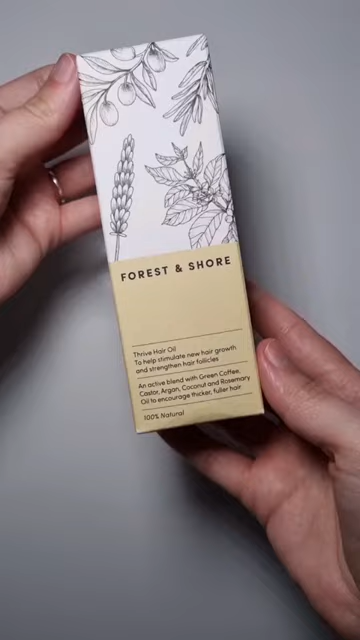 FOREST & SHORE
Thrive Hair Oil
To help stimulate new hair growth
and strengthen hair follicles
An active blend with Green Coffee,
Castor, Argan, Coconut and Rosemary
Oil to encourage thicker, fuller hair
100% Natural